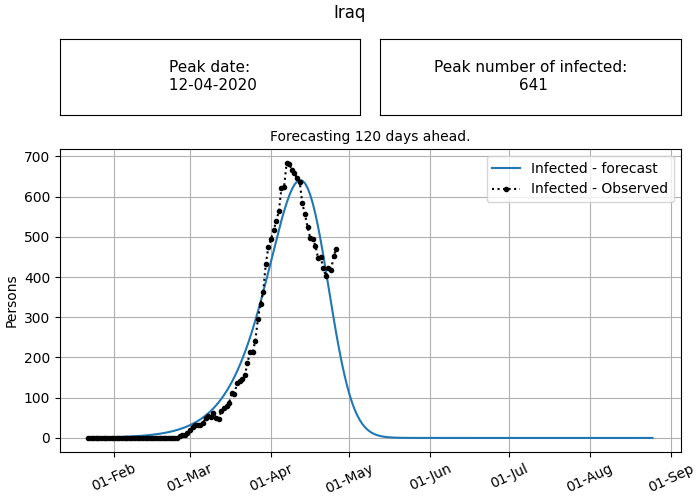 Iraq
Peak date:
12-04-2020
Peak number of infected:
641
Forecasting 120 days ahead.
Infected - forecast
Infected - Observed
Persons
700
600
500
400
300
200
100
0
01-Feb
01-Mar
01-Apr
01-May
01-Jun
01-Jul
01-Aug
01-Sep